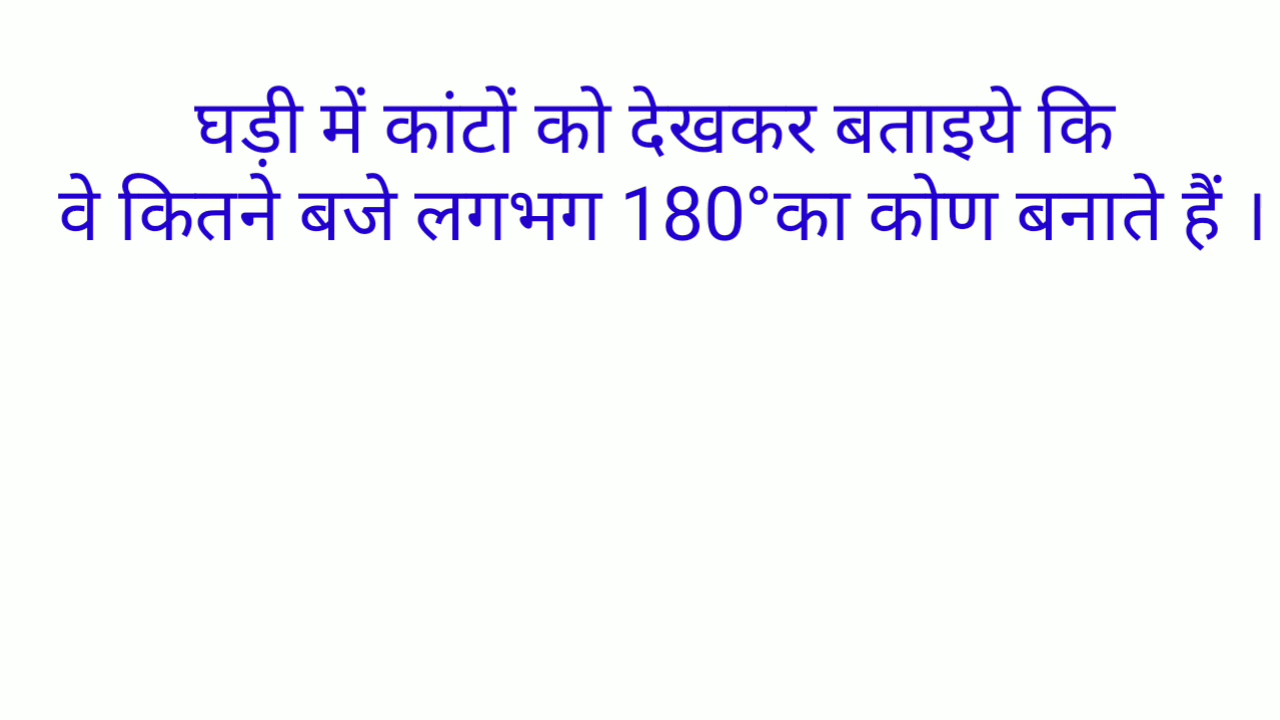 घड़ी में कांटों को देखकर बताइये कि
वे कितने बजे लगभग 180°का कोण बनाते हैं ।